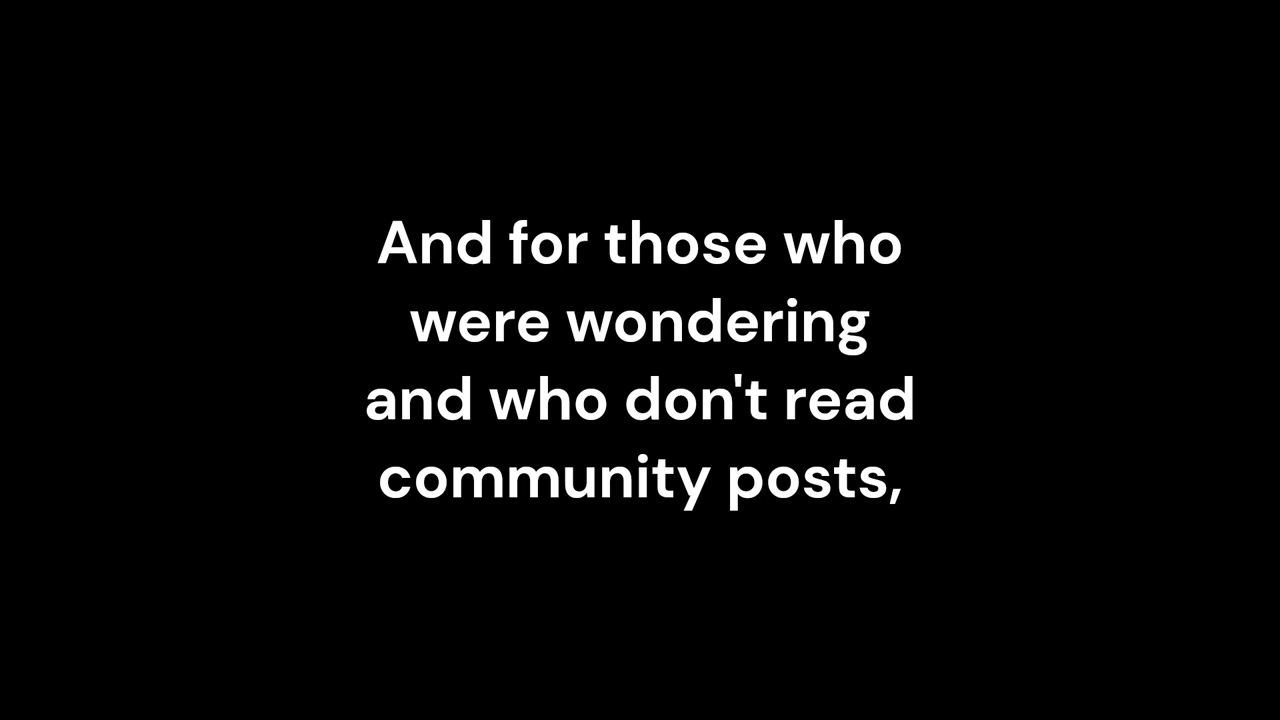 And for those who
were wondering
and who don't read
community posts,